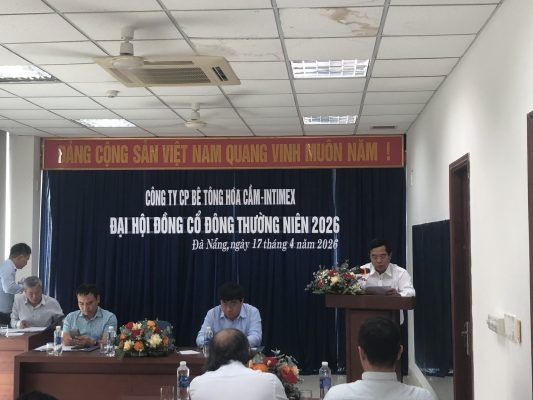 ĐẢNG CỘNG SẢN VIỆT NAM QUANG VINH MUÔN NĂM !
CÔNG TY CP BÊ TÔNG HÒA CẦM-INTIMEX
ĐẠI HỘI ĐỒNG CỔ ĐÔNG THƯỜNG NIÊN 2026
Đà Nẵng, ngày 17 tháng 4 năm 2026